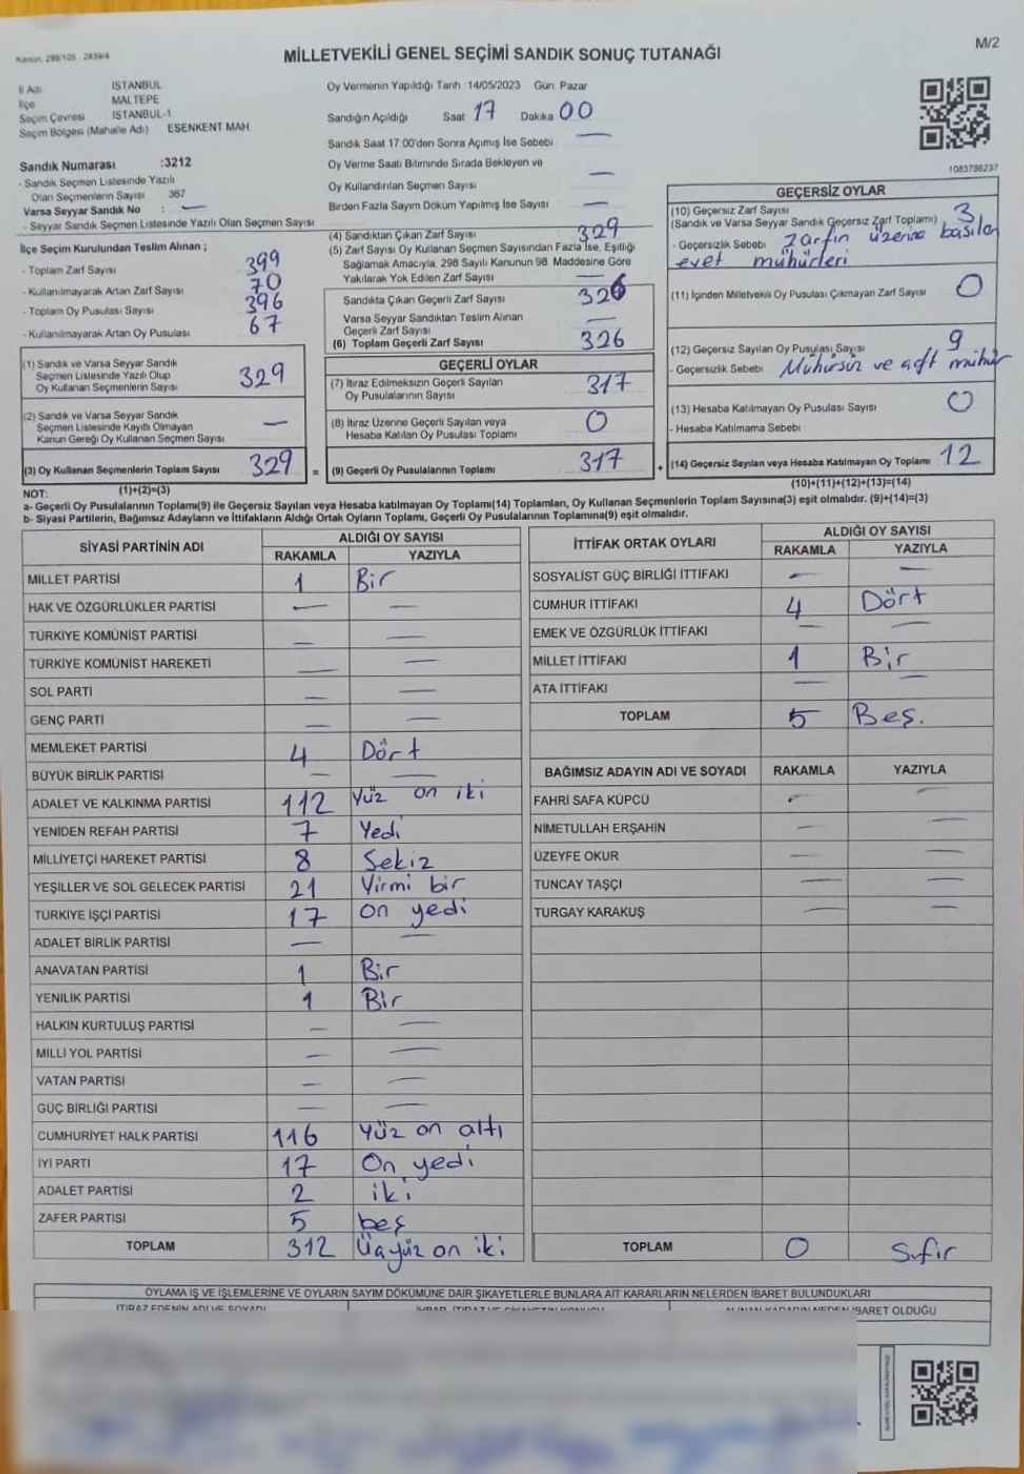 Kanun: 298/105 - 2839/4
M/2
MİLLETVEKİLİ GENEL SEÇİMİ SANDIK SONUÇ TUTANAĞI
İl Adı İSTANBUL
İlçe MALTEPE
Seçim Çevresi İSTANBUL-1
Seçim Bölgesi (Mahalle Adı) ESENKENT MAH
Sandık Numarası :3212
- Sandık Seçmen Listesinde Yazılı
Olan Seçmenlerin Sayısı 367
Varsa Seyyar Sandık No : —
- Seyyar Sandık Seçmen Listesinde Yazılı Olan Seçmen Sayısı
İlçe Seçim Kurulundan Teslim Alınan ;
- Toplam Zarf Sayısı 399
- Kullanılmayarak Artan Zarf Sayısı 70
- Toplam Oy Pusulası Sayısı 396
- Kullanılmayarak Artan Oy Pusulası 67
(1) Sandık ve Varsa Seyyar Sandık
Seçmen Listesinde Yazılı Olup
Oy Kullanan Seçmenlerin Sayısı 329
(2) Sandık ve Varsa Seyyar Sandık
Seçmen Listesinde Kayıtlı Olmayan
Kanun Gereği Oy Kullanan Seçmen Sayısı —
(3) Oy Kullanan Seçmenlerin Toplam Sayısı 329
Oy Vermenin Yapıldığı Tarih :14/05/2023 Gün: Pazar
Sandığın Açıldığı Saat 17 Dakika 00
Sandık Saat 17.00'den Sonra Açılmış İse Sebebi —
Oy Verme Saati Bitiminde Sırada Bekleyen ve
Oy Kullandırılan Seçmen Sayısı —
Birden Fazla Sayım Döküm Yapılmış İse Sayısı —
(4) Sandıktan Çıkan Zarf Sayısı 329
(5) Zarf Sayısı Oy Kullanan Seçmen Sayısından Fazla İse, Eşitliği
Sağlamak Amacıyla, 298 Sayılı Kanunun 98. Maddesine Göre
Yakılarak Yok Edilen Zarf Sayısı —
Sandıkta Çıkan Geçerli Zarf Sayısı 326
Varsa Seyyar Sandıktan Teslim Alınan
Geçerli Zarf Sayısı —
(6) Toplam Geçerli Zarf Sayısı 326
GEÇERLİ OYLAR
(7) İtiraz Edilmeksizin Geçerli Sayılan
Oy Pusulalarının Sayısı 317
(8) İtiraz Üzerine Geçerli Sayılan veya
Hesaba Katılan Oy Pusulası Toplamı 0
= (9) Geçerli Oy Pusulalarının Toplamı 317
1083786237
GEÇERSİZ OYLAR
(10) Geçersiz Zarf Sayısı
(Sandık ve Varsa Seyyar Sandık Geçersiz Zarf Toplamı) 3
- Geçersizlik Sebebi Zarfın üzerine basılan
evet mühürleri
(11) İçinden Milletvekili Oy Pusulası Çıkmayan Zarf Sayısı 0
(12) Geçersiz Sayılan Oy Pusulası Sayısı 9
- Geçersizlik Sebebi Mühürsüz ve çift mühür
(13) Hesaba Katılmayan Oy Pusulası Sayısı 0
- Hesaba Katılmama Sebebi
+ (14) Geçersiz Sayılan veya Hesaba Katılmayan Oy Toplamı 12
NOT: (1)+(2)=(3) (10)+(11)+(12)+(13)=(14)
a- Geçerli Oy Pusulalarının Toplamı(9) ile Geçersiz Sayılan veya Hesaba katılmayan Oy Toplamı(14) Toplamları, Oy Kullanan Seçmenlerin Toplam Sayısına(3) eşit olmalıdır. (9)+(14)=(3)
b- Siyasi Partilerin, Bağımsız Adayların ve İttifakların Aldığı Ortak Oyların Toplamı, Geçerli Oy Pusulalarının Toplamına(9) eşit olmalıdır.
SİYASİ PARTİNİN ADI ALDIĞI OY SAYISI
RAKAMLA YAZIYLA
MİLLET PARTİSİ 1 Bir
HAK VE ÖZGÜRLÜKLER PARTİSİ — —
TÜRKİYE KOMÜNİST PARTİSİ — —
TÜRKİYE KOMÜNİST HAREKETİ — —
SOL PARTİ — —
GENÇ PARTİ — —
MEMLEKET PARTİSİ 4 Dört
BÜYÜK BİRLİK PARTİSİ — —
ADALET VE KALKINMA PARTİSİ 112 Yüz on iki
YENİDEN REFAH PARTİSİ 7 Yedi
MİLLİYETÇİ HAREKET PARTİSİ 8 Sekiz
YEŞİLLER VE SOL GELECEK PARTİSİ 21 Yirmi bir
TÜRKİYE İŞÇİ PARTİSİ 17 On yedi
ADALET BİRLİK PARTİSİ — —
ANAVATAN PARTİSİ 1 Bir
YENİLİK PARTİSİ 1 Bir
HALKIN KURTULUŞ PARTİSİ — —
MİLLİ YOL PARTİSİ — —
VATAN PARTİSİ — —
GÜÇ BİRLİĞİ PARTİSİ — —
CUMHURİYET HALK PARTİSİ 116 Yüz on altı
İYİ PARTİ 17 On yedi
ADALET PARTİSİ 2 iki
ZAFER PARTİSİ 5 beş
TOPLAM 312 Üçyüz on iki
İTTİFAK ORTAK OYLARI ALDIĞI OY SAYISI
RAKAMLA YAZIYLA
SOSYALİST GÜÇ BİRLİĞİ İTTİFAKI — —
CUMHUR İTTİFAKI 4 Dört
EMEK VE ÖZGÜRLÜK İTTİFAKI — —
MİLLET İTTİFAKI 1 Bir
ATA İTTİFAKI — —
TOPLAM 5 Beş.
BAĞIMSIZ ADAYIN ADI VE SOYADI RAKAMLA YAZIYLA
FAHRİ SAFA KÜPCÜ — —
NİMETULLAH ERŞAHİN — —
ÜZEYFE OKUR — —
TUNCAY TAŞÇI — —
TURGAY KARAKUŞ — —
TOPLAM 0 Sıfır
OYLAMA İŞ VE İŞLEMLERİNE VE OYLARIN SAYIM DÖKÜMÜNE DAİR ŞİKAYETLERLE BUNLARA AİT KARARLARIN NELERDEN İBARET BULUNDUKLARI
İTİRAZ EDENİN ADI VE SOYADI İBARET OLDUĞU